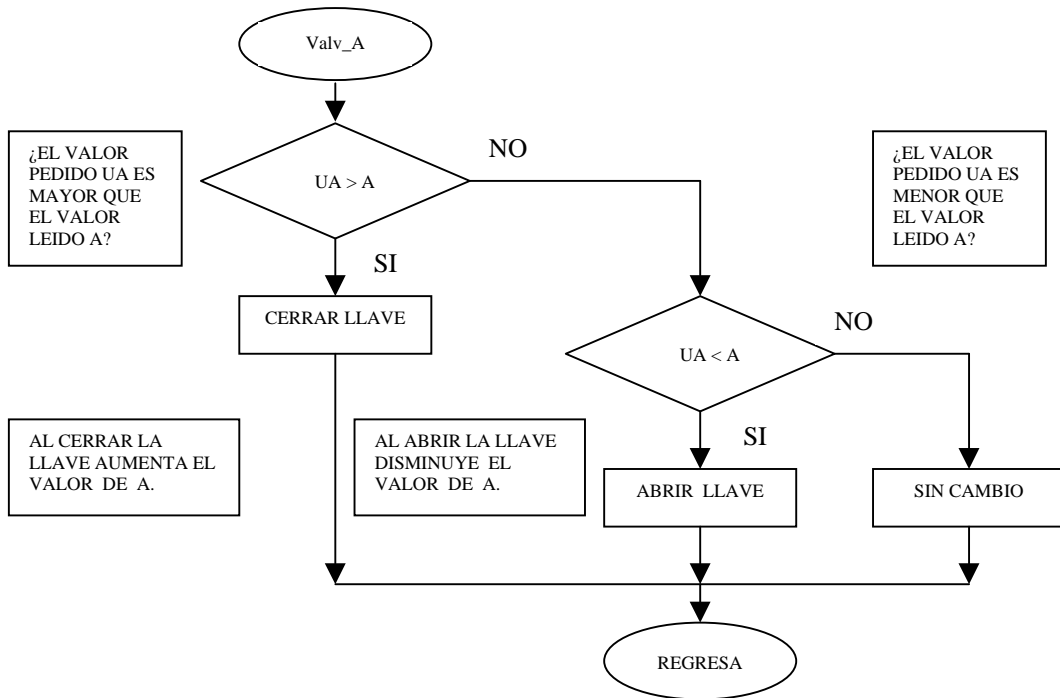 Valv_A
¿EL VALOR
PEDIDO UA ES
MAYOR QUE
EL VALOR
LEIDO A?
UA > A
NO
¿EL VALOR
PEDIDO UA ES
MENOR QUE
EL VALOR
LEIDO A?
SI
CERRAR LLAVE
UA < A
NO
AL CERRAR LA
LLAVE AUMENTA EL
VALOR DE A.
AL ABRIR LA LLAVE
DISMINUYE EL
VALOR DE A.
SI
ABRIR LLAVE
SIN CAMBIO
REGRESA